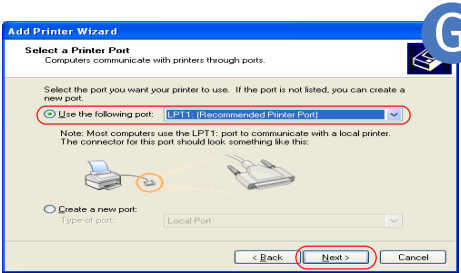 G
Add Printer Wizard
Select a Printer Port
Computers communicate with printers through ports.
Select the port you want your printer to use. If the port is not listed, you can create a
new port.
Use the following port: LPT1: (Recommended Printer Port)
Note: Most computers use the LPT1: port to communicate with a local printer.
The connector for this port should look something like this:
Create a new port:
Type of port: Local Port
< Back Next > Cancel